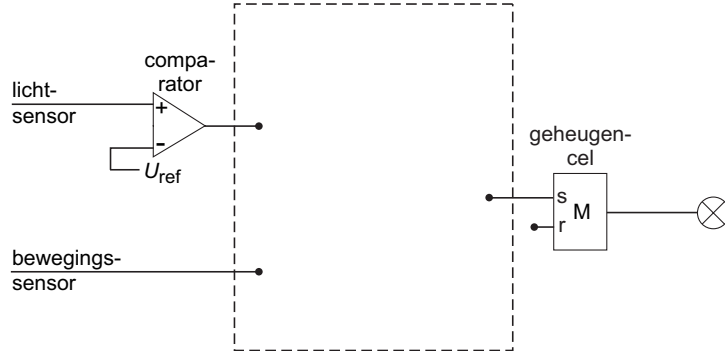 compa-
rator
licht-
sensor
+
-
U ref
geheugen-
cel
s
M
r
bewegings-
sensor